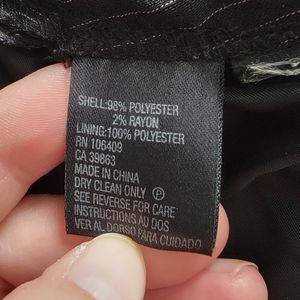 SHELL:98% POLYESTER
2% RAYON
LINING:100% POLYESTER
RN 106409
CA 39863
MADE IN CHINA
DRY CLEAN ONLY Ⓟ
SEE REVERSE FOR CARE
INSTRUCTIONS AU DOS
VER AL DORSO PARA CUIDADO